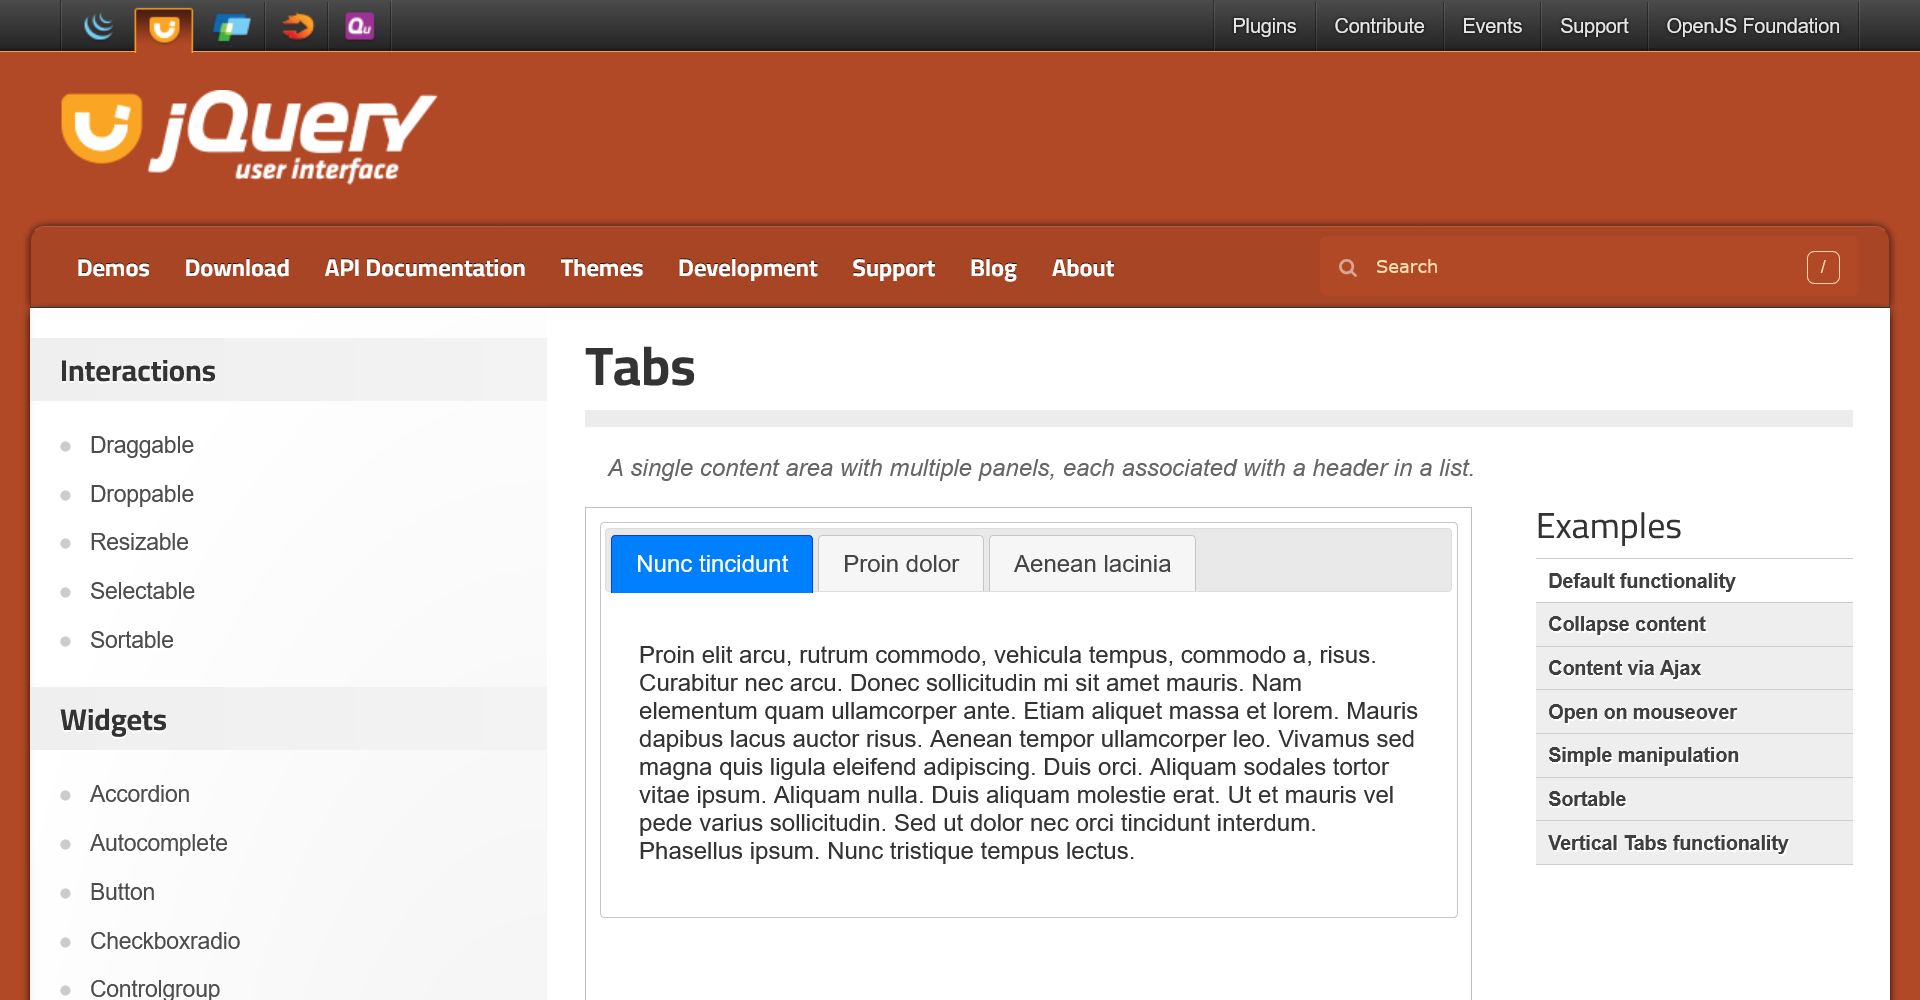 Qu
Plugins
Contribute
Events
Support
OpenJS Foundation
jQuery
user interface
Demos
Download
API Documentation
Themes
Development
Support
Blog
About
Search
/
Interactions
Draggable
Droppable
Resizable
Selectable
Sortable
Widgets
Accordion
Autocomplete
Button
Checkboxradio
Controlgroup
Tabs
A single content area with multiple panels, each associated with a header in a list.
Nunc tincidunt
Proin dolor
Aenean lacinia
Proin elit arcu, rutrum commodo, vehicula tempus, commodo a, risus.
Curabitur nec arcu. Donec sollicitudin mi sit amet mauris. Nam
elementum quam ullamcorper ante. Etiam aliquet massa et lorem. Mauris
dapibus lacus auctor risus. Aenean tempor ullamcorper leo. Vivamus sed
magna quis ligula eleifend adipiscing. Duis orci. Aliquam sodales tortor
vitae ipsum. Aliquam nulla. Duis aliquam molestie erat. Ut et mauris vel
pede varius sollicitudin. Sed ut dolor nec orci tincidunt interdum.
Phasellus ipsum. Nunc tristique tempus lectus.
Examples
Default functionality
Collapse content
Content via Ajax
Open on mouseover
Simple manipulation
Sortable
Vertical Tabs functionality